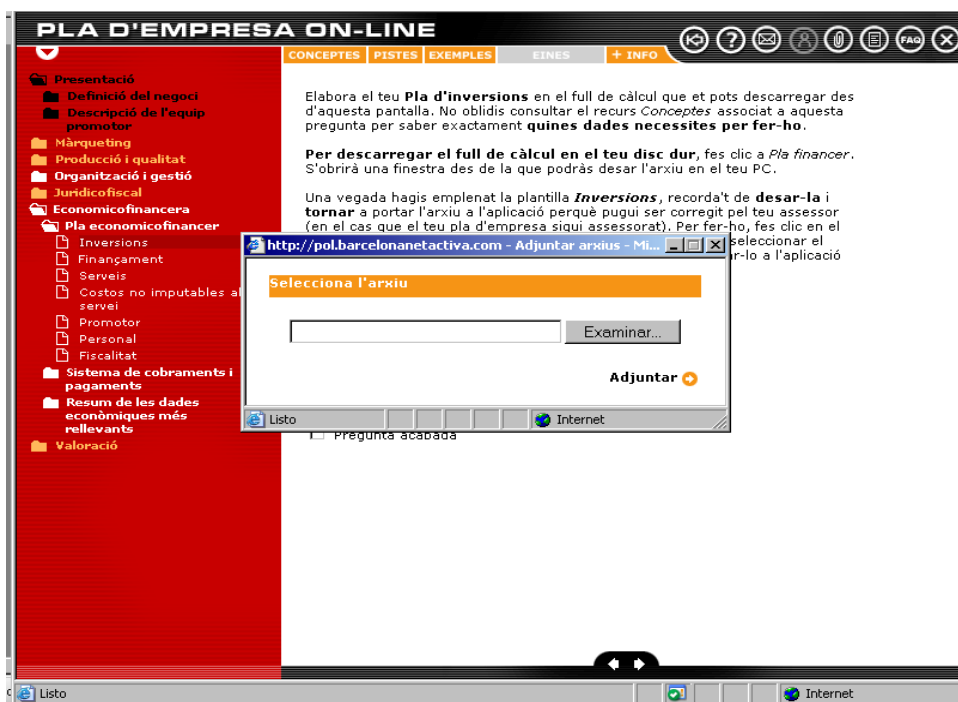 PLA D'EMPRESA ON-LINE
CONCEPTES PISTES EXEMPLES EINES + INFO
FAQ
Presentació
Definició del negoci
Descripció de l'equip
promotor
Màrqueting
Producció i qualitat
Organització i gestió
Juridicofiscal
Economicofinancera
Pla economicofinancer
Inversions
Finançament
Serveis
Costos no imputables al
servei
Promotor
Personal
Fiscalitat
Sistema de cobraments i
pagaments
Resum de les dades
econòmiques més
rellevants
Valoració
Elabora el teu Pla d'inversions en el full de càlcul que et pots descarregar des
d'aquesta pantalla. No oblidis consultar el recurs Conceptes associat a aquesta
pregunta per saber exactament quines dades necessites per fer-ho.
Per descarregar el full de càlcul en el teu disc dur, fes clic a Pla financer.
S'obrirà una finestra des de la que podràs desar l'arxiu en el teu PC.
Una vegada hagis emplenat la plantilla Inversions, recorda't de desar-la i
tornar a portar l'arxiu a l'aplicació perquè pugui ser corregit pel teu assessor
(en el cas que el teu pla d'empresa sigui assessorat). Per fer-ho, fes clic en el
seleccionar el
r-lo a l'aplicació
http://pol.barcelonanetactiva.com - Adjuntar arxius - Mi...
Selecciona l'arxiu
Examinar...
Adjuntar
Listo Internet
Pregunta acabada
Listo Internet